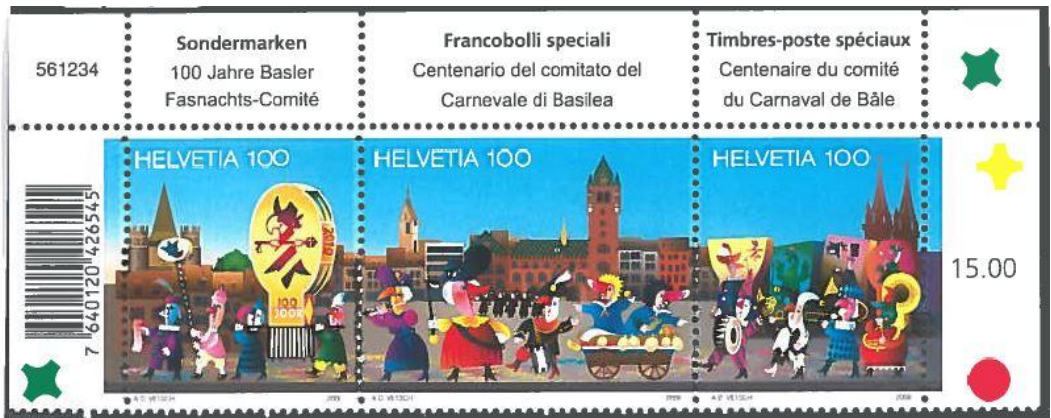 561234
Sondermarken
100 Jahre Basler
Fasnachts-Comité
Francobolli speciali
Centenario del comitato del
Carnevale di Basilea
Timbres-poste spéciaux
Centenaire du comité
du Carnaval de Bâle
HELVETIA 100
HELVETIA 100
HELVETIA 100
2010
100
JOOR
15.00
7 640120 426545